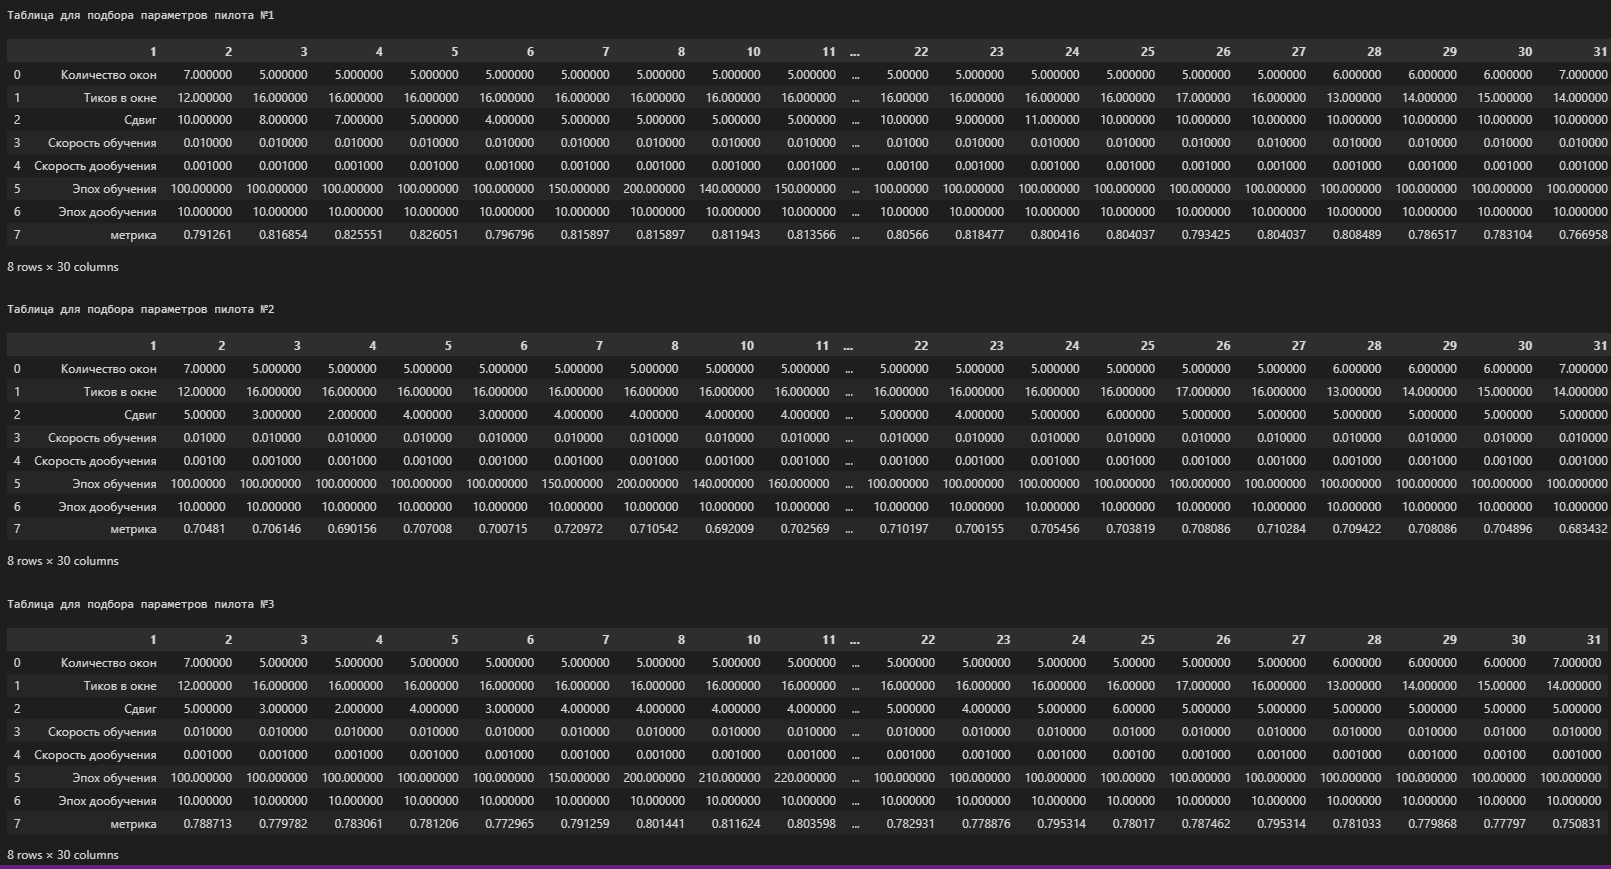 Таблица для подбора параметров пилота №1
1 2 3 4 5 6 7 8 10 11 ... 22 23 24 25 26 27 28 29 30 31
0 Количество окон 7.000000 5.000000 5.000000 5.000000 5.000000 5.000000 5.000000 5.000000 5.000000 ... 5.00000 5.000000 5.000000 5.000000 5.000000 5.000000 6.000000 6.000000 6.000000 7.000000
1 Тиков в окне 12.000000 16.000000 16.000000 16.000000 16.000000 16.000000 16.000000 16.000000 16.000000 ... 16.00000 16.000000 16.000000 16.000000 17.000000 16.000000 13.000000 14.000000 15.000000 14.000000
2 Сдвиг 10.000000 8.000000 7.000000 5.000000 4.000000 5.000000 5.000000 5.000000 5.000000 ... 10.00000 9.000000 11.000000 10.000000 10.000000 10.000000 10.000000 10.000000 10.000000 10.000000
3 Скорость обучения 0.010000 0.010000 0.010000 0.010000 0.010000 0.010000 0.010000 0.010000 0.010000 ... 0.01000 0.010000 0.010000 0.010000 0.010000 0.010000 0.010000 0.010000 0.010000 0.010000
4 Скорость дообучения 0.001000 0.001000 0.001000 0.001000 0.001000 0.001000 0.001000 0.001000 0.001000 ... 0.00100 0.001000 0.001000 0.001000 0.001000 0.001000 0.001000 0.001000 0.001000 0.001000
5 Эпох обучения 100.000000 100.000000 100.000000 100.000000 100.000000 150.000000 200.000000 140.000000 150.000000 ... 100.00000 100.000000 100.000000 100.000000 100.000000 100.000000 100.000000 100.000000 100.000000 100.000000
6 Эпох дообучения 10.000000 10.000000 10.000000 10.000000 10.000000 10.000000 10.000000 10.000000 10.000000 ... 10.00000 10.000000 10.000000 10.000000 10.000000 10.000000 10.000000 10.000000 10.000000 10.000000
7 метрика 0.791261 0.816854 0.825551 0.826051 0.796796 0.815897 0.815897 0.811943 0.813566 ... 0.80566 0.818477 0.800416 0.804037 0.793425 0.804037 0.808489 0.786517 0.783104 0.766958
8 rows × 30 columns
Таблица для подбора параметров пилота №2
1 2 3 4 5 6 7 8 10 11 ... 22 23 24 25 26 27 28 29 30 31
0 Количество окон 7.00000 5.000000 5.000000 5.000000 5.000000 5.000000 5.000000 5.000000 5.000000 ... 5.000000 5.000000 5.000000 5.000000 5.000000 5.000000 6.000000 6.000000 6.000000 7.000000
1 Тиков в окне 12.00000 16.000000 16.000000 16.000000 16.000000 16.000000 16.000000 16.000000 16.000000 ... 16.000000 16.000000 16.000000 16.000000 17.000000 16.000000 13.000000 14.000000 15.000000 14.000000
2 Сдвиг 5.00000 3.000000 2.000000 4.000000 3.000000 4.000000 4.000000 4.000000 4.000000 ... 5.000000 4.000000 5.000000 6.000000 5.000000 5.000000 5.000000 5.000000 5.000000 5.000000
3 Скорость обучения 0.01000 0.010000 0.010000 0.010000 0.010000 0.010000 0.010000 0.010000 0.010000 ... 0.010000 0.010000 0.010000 0.010000 0.010000 0.010000 0.010000 0.010000 0.010000 0.010000
4 Скорость дообучения 0.00100 0.001000 0.001000 0.001000 0.001000 0.001000 0.001000 0.001000 0.001000 ... 0.001000 0.001000 0.001000 0.001000 0.001000 0.001000 0.001000 0.001000 0.001000 0.001000
5 Эпох обучения 100.00000 100.000000 100.000000 100.000000 100.000000 150.000000 200.000000 140.000000 160.000000 ... 100.000000 100.000000 100.000000 100.000000 100.000000 100.000000 100.000000 100.000000 100.000000 100.000000
6 Эпох дообучения 10.00000 10.000000 10.000000 10.000000 10.000000 10.000000 10.000000 10.000000 10.000000 ... 10.000000 10.000000 10.000000 10.000000 10.000000 10.000000 10.000000 10.000000 10.000000 10.000000
7 метрика 0.70481 0.706146 0.690156 0.707008 0.700715 0.720972 0.710542 0.692009 0.702569 ... 0.710197 0.700155 0.705456 0.703819 0.708086 0.710284 0.709422 0.708086 0.704896 0.683432
8 rows × 30 columns
Таблица для подбора параметров пилота №3
1 2 3 4 5 6 7 8 10 11 ... 22 23 24 25 26 27 28 29 30 31
0 Количество окон 7.000000 5.000000 5.000000 5.000000 5.000000 5.000000 5.000000 5.000000 5.000000 ... 5.000000 5.000000 5.000000 5.00000 5.000000 5.000000 6.000000 6.000000 6.00000 7.000000
1 Тиков в окне 12.000000 16.000000 16.000000 16.000000 16.000000 16.000000 16.000000 16.000000 16.000000 ... 16.000000 16.000000 16.000000 16.00000 17.000000 16.000000 13.000000 14.000000 15.00000 14.000000
2 Сдвиг 5.000000 3.000000 2.000000 4.000000 3.000000 4.000000 4.000000 4.000000 4.000000 ... 5.000000 4.000000 5.000000 6.00000 5.000000 5.000000 5.000000 5.000000 5.00000 5.000000
3 Скорость обучения 0.010000 0.010000 0.010000 0.010000 0.010000 0.010000 0.010000 0.010000 0.010000 ... 0.010000 0.010000 0.010000 0.01000 0.010000 0.010000 0.010000 0.010000 0.01000 0.010000
4 Скорость дообучения 0.001000 0.001000 0.001000 0.001000 0.001000 0.001000 0.001000 0.001000 0.001000 ... 0.001000 0.001000 0.001000 0.00100 0.001000 0.001000 0.001000 0.001000 0.00100 0.001000
5 Эпох обучения 100.000000 100.000000 100.000000 100.000000 100.000000 150.000000 200.000000 210.000000 220.000000 ... 100.000000 100.000000 100.000000 100.00000 100.000000 100.000000 100.000000 100.000000 100.00000 100.000000
6 Эпох дообучения 10.000000 10.000000 10.000000 10.000000 10.000000 10.000000 10.000000 10.000000 10.000000 ... 10.000000 10.000000 10.000000 10.00000 10.000000 10.000000 10.000000 10.000000 10.00000 10.000000
7 метрика 0.788713 0.779782 0.783061 0.781206 0.772965 0.791259 0.801441 0.811624 0.803598 ... 0.782931 0.778876 0.795314 0.78017 0.787462 0.795314 0.781033 0.779868 0.77797 0.750831
8 rows × 30 columns